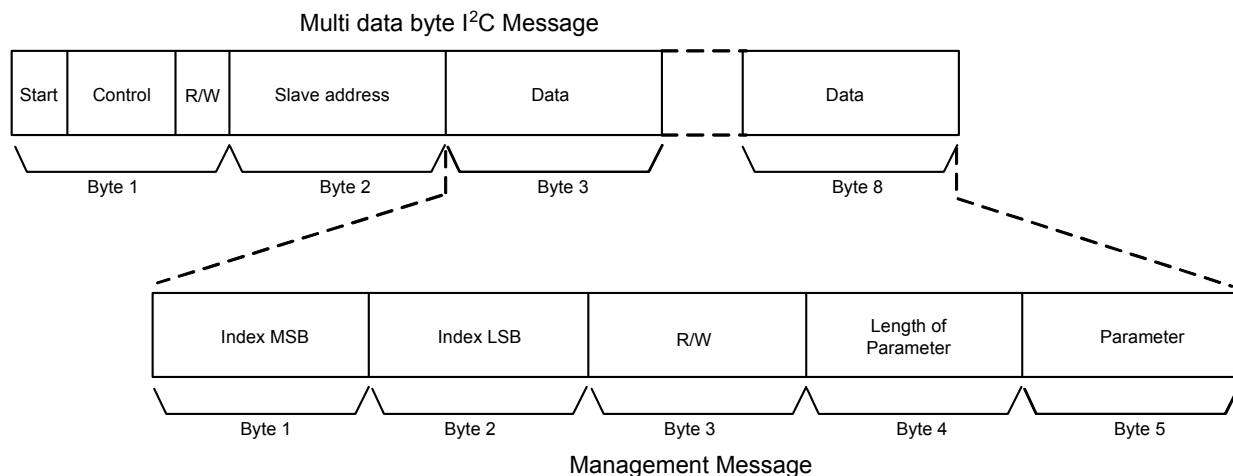 Multi data byte I²C Message
Start Control R/W Slave address Data Data
Byte 1 Byte 2 Byte 3 Byte 8
Index MSB Index LSB R/W Length of
Parameter Parameter
Byte 1 Byte 2 Byte 3 Byte 4 Byte 5
Management Message